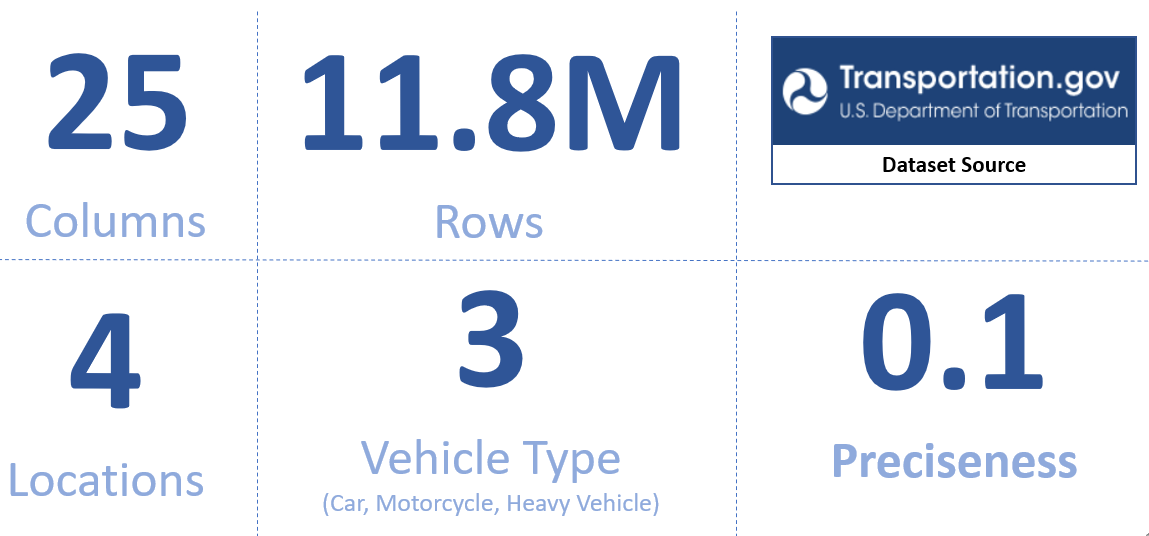 25
Columns
11.8M
Rows
Transportation.gov
U.S. Department of Transportation
Dataset Source
4
Locations
3
Vehicle Type
(Car, Motorcycle, Heavy Vehicle)
0.1
Preciseness